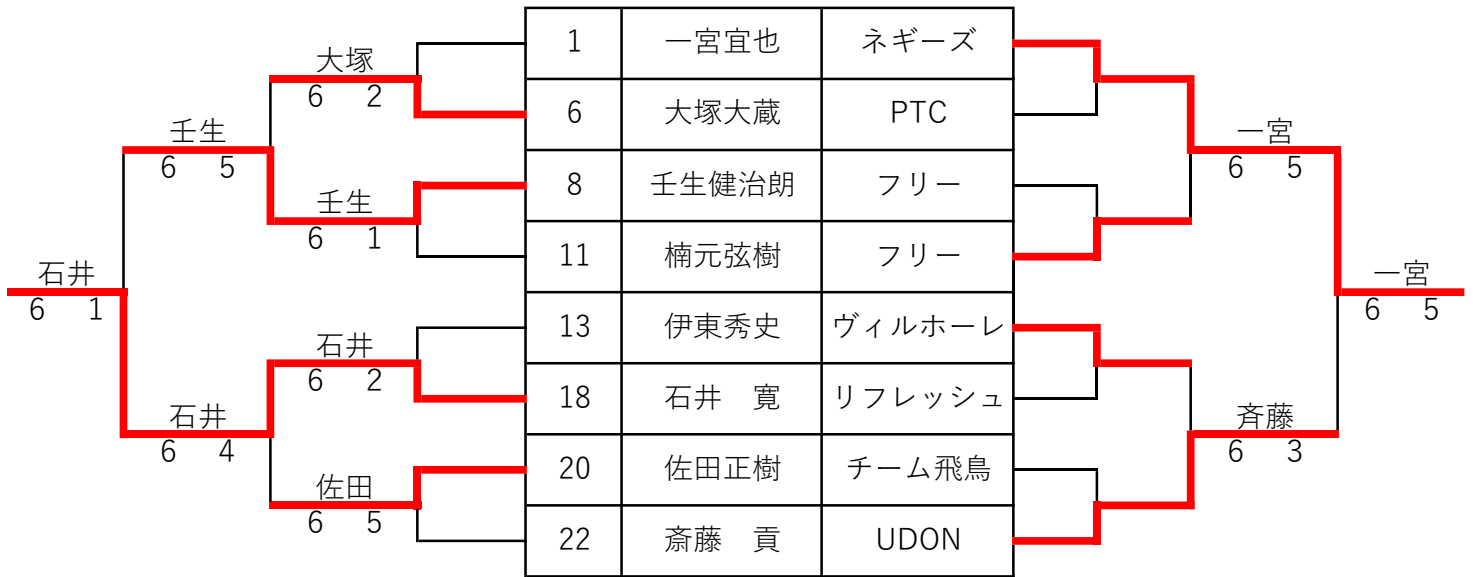 1 一宮宜也 ネギーズ
大塚
6 2
6 大塚大蔵 PTC
壬生
6 5
一宮
6 5
8 壬生健治朗 フリー
壬生
6 1
11 楠元弦樹 フリー
石井
6 1
一宮
6 5
13 伊東秀史 ヴィルホーレ
石井
6 2
18 石井　寛 リフレッシュ
石井
6 4
斉藤
6 3
20 佐田正樹 チーム飛鳥
佐田
6 5
22 斎藤　貢 UDON